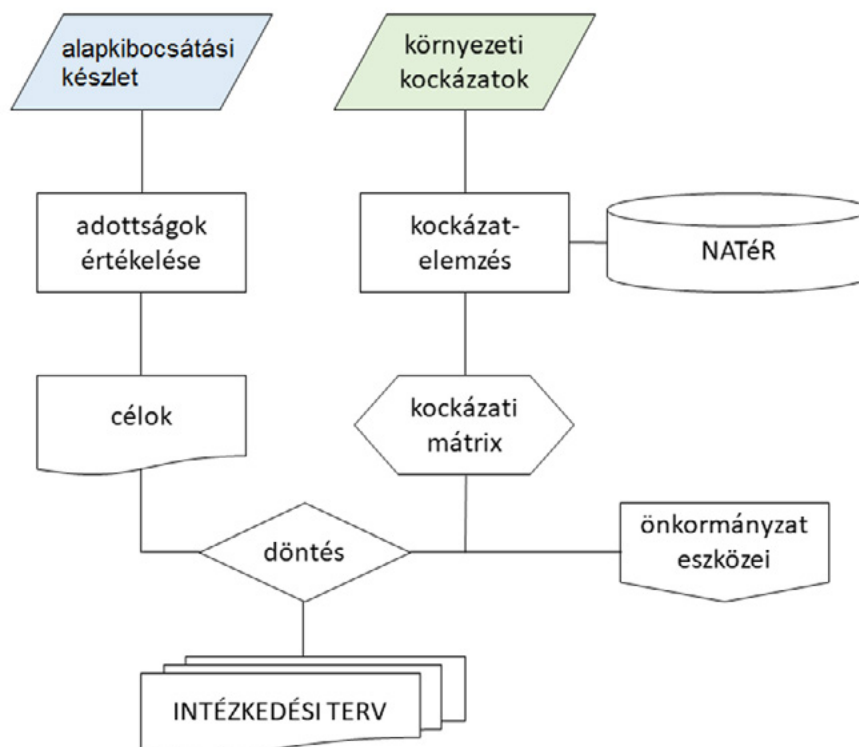 alapkibocsátási
készlet
környezeti
kockázatok
adottságok
értékelése
kockázat-
elemzés
NATéR
célok
kockázati
mátrix
döntés
önkormányzat
eszközei
INTÉZKEDÉSI TERV